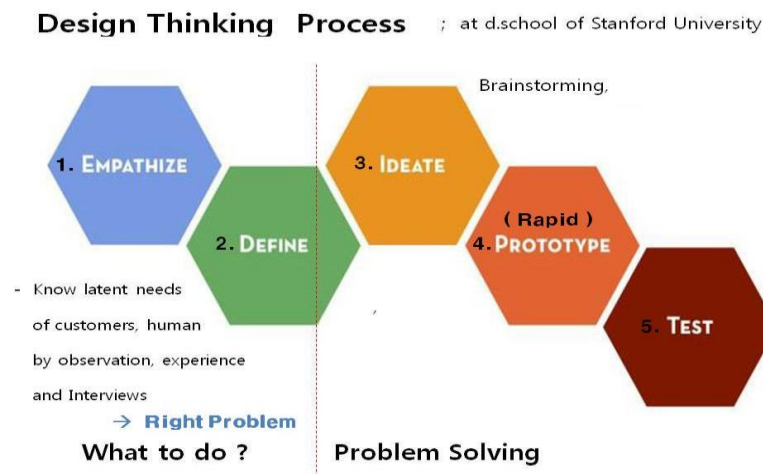 Design Thinking Process ; at d.school of Stanford University
Brainstorming,
1. EMPATHIZE
3. IDEATE
2. DEFINE
( Rapid )
4. PROTOTYPE
5. TEST
- Know latent needs
of customers, human
by observation, experience
and Interviews
→ Right Problem
What to do ?
Problem Solving